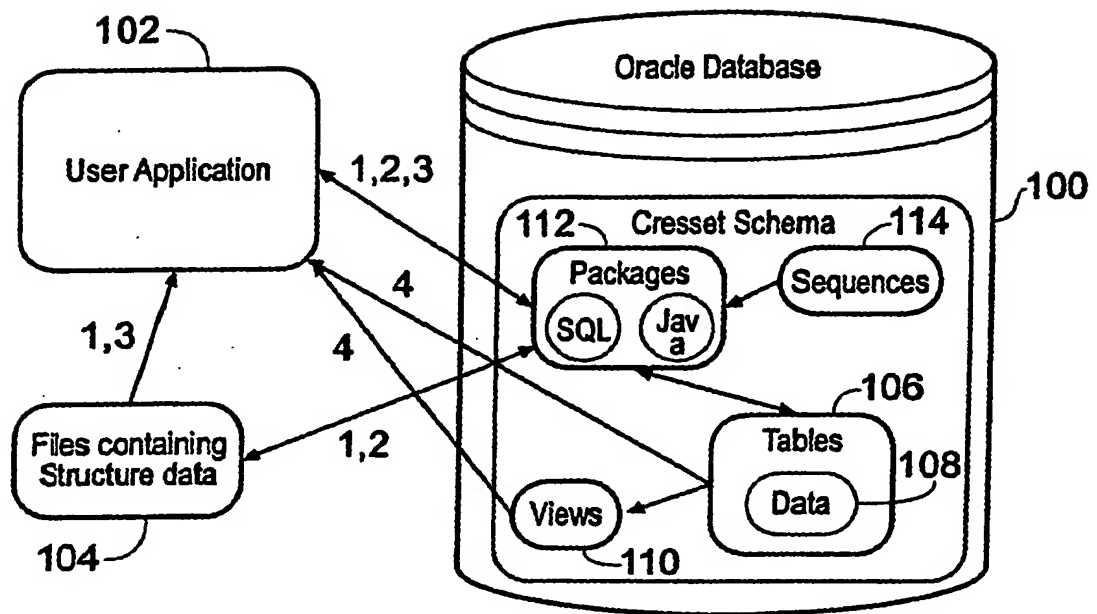 102
Oracle Database
User Application
1,2,3
100
Cresset Schema
112
114
Packages
Sequences
SQL
Jav
a
4
1,3
4
106
Files containing
Structure data
1,2
Tables
108
Views
Data
104
110